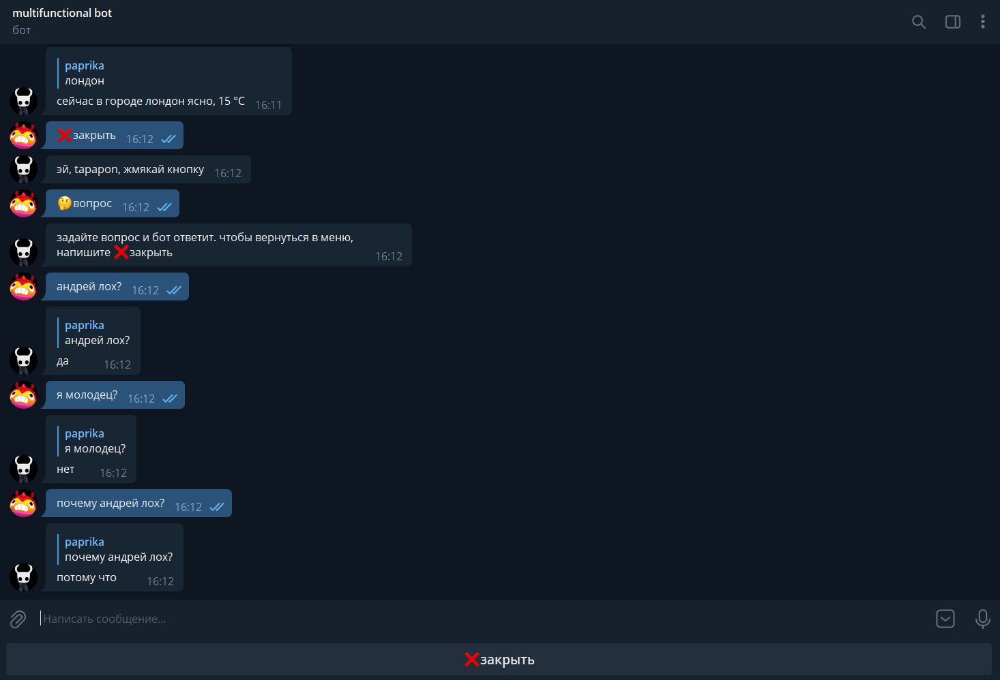 multifunctional bot
бот
paprika
лондон
сейчас в городе лондон ясно, 15 °C 16:11
❌закрыть 16:12
эй, tapapon, жмякай кнопку 16:12
🤔вопрос 16:12
задайте вопрос и бот ответит. чтобы вернуться в меню,
напишите ❌закрыть 16:12
андрей лох? 16:12
paprika
андрей лох?
да 16:12
я молодец? 16:12
paprika
я молодец?
нет 16:12
почему андрей лох? 16:12
paprika
почему андрей лох?
потому что 16:12
Написать сообщение...
❌закрыть